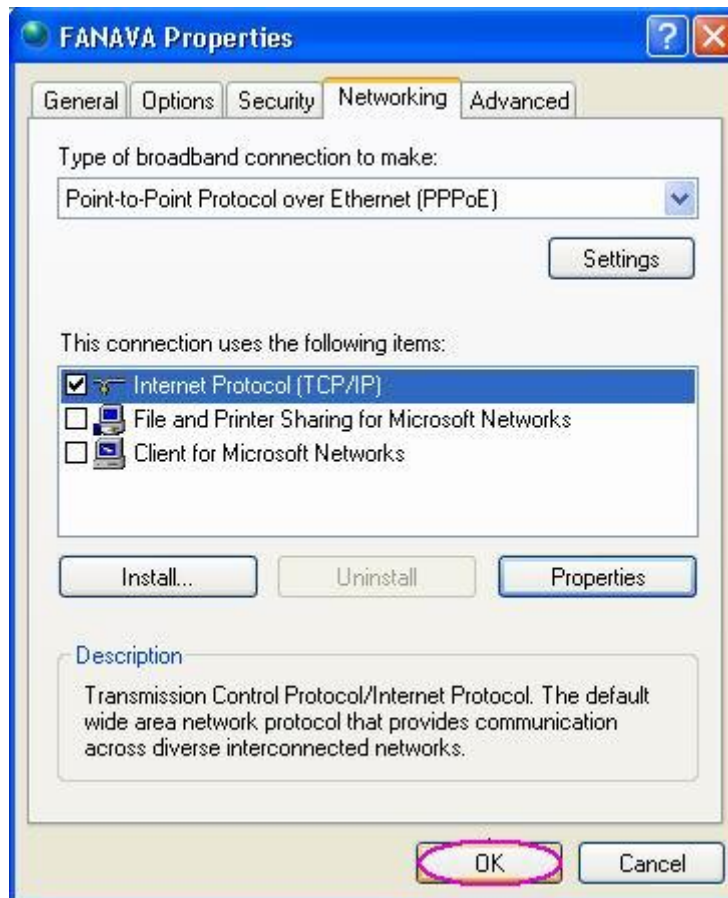 FANAVA Properties
?
General Options Security Networking Advanced
Type of broadband connection to make:
Point-to-Point Protocol over Ethernet (PPPoE)
Settings
This connection uses the following items:
Internet Protocol (TCP/IP)
File and Printer Sharing for Microsoft Networks
Client for Microsoft Networks
Install... Uninstall Properties
Description
Transmission Control Protocol/Internet Protocol. The default
wide area network protocol that provides communication
across diverse interconnected networks.
OK Cancel